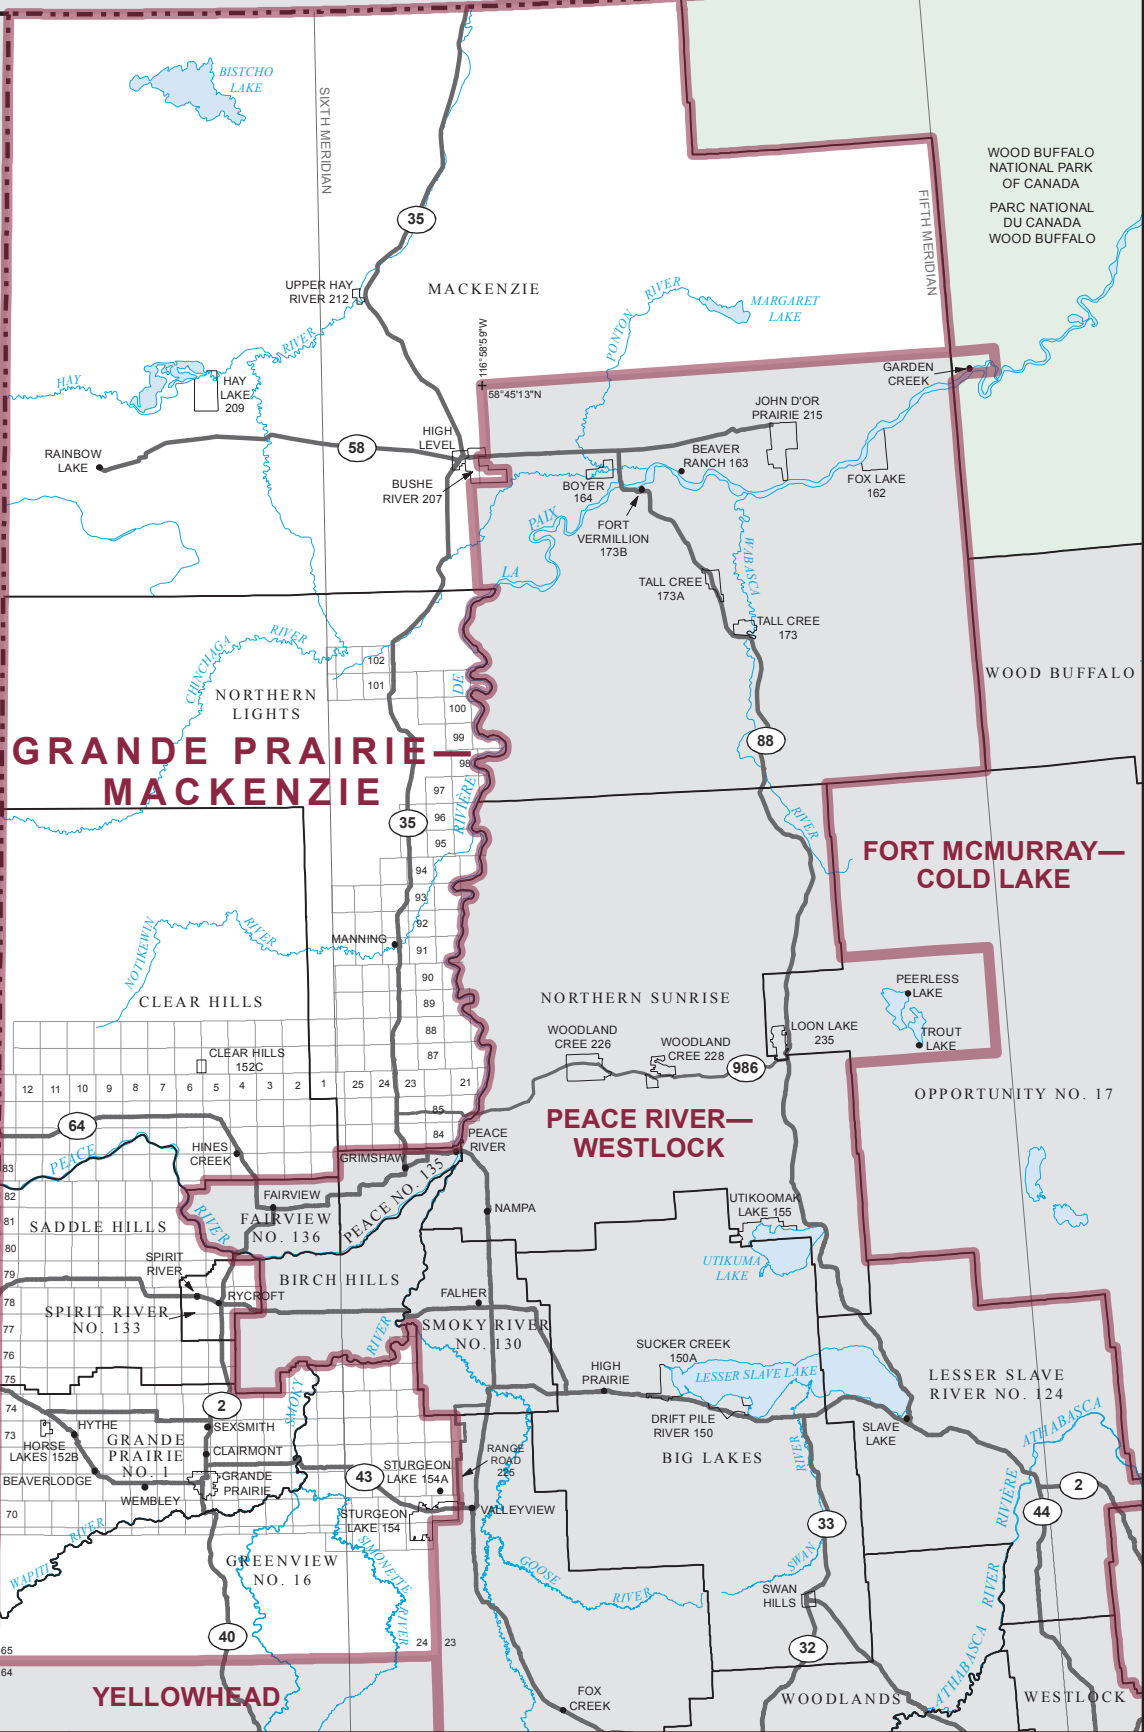 BISTCHO
LAKE
SIXTH MERIDIAN
WOOD BUFFALO
NATIONAL PARK
OF CANADA
PARC NATIONAL
DU CANADA
WOOD BUFFALO
FIFTH MERIDIAN
35
UPPER HAY
RIVER 212
MACKENZIE
PONTON
RIVER
MARGARET
LAKE
HAY
RIVER
116°58'5.9"W
58°45'13"N
GARDEN
CREEK
HAY
LAKE
209
JOHN D'OR
PRAIRIE 215
HIGH
LEVEL
58
RAINBOW
LAKE
BEAVER
RANCH 163
BUSHE
RIVER 207
BOYER
164
FOX LAKE
162
PAIX
FORT
VERMILLION
173B
LA
WABASCA
TALL CREE
173A
TALL CREE
173
CHINCHAGA
RIVER
102
101
DE
100
99
98
97
96
95
94
93
92
91
90
89
88
87
NORTHERN
LIGHTS
WOOD BUFFALO
GRANDE PRAIRIE—
MACKENZIE
88
RIVIÈRE
35
RIVER
FORT MCMURRAY—
COLD LAKE
NOTIKEWIN
RIVER
MANNING
PEERLESS
LAKE
TROUT
LAKE
CLEAR HILLS
NORTHERN SUNRISE
WOODLAND
CREE 226
WOODLAND
CREE 228
LOON LAKE
235
986
CLEAR HILLS
152C
12 11 10 9 8 7 6 5 4 3 2 1 25 24 23 21
OPPORTUNITY NO. 17
85
84
64
PEACE RIVER—
WESTLOCK
HINES
CREEK
PEACE
RIVER
GRIMSHAW
PEACE
83
82
81
80
79
78
77
76
75
74
73
70
65
64
FAIRVIEW
FAIRVIEW
NO. 136
PEACE NO. 135
RIVER
NAMPA
UTIKOOMAK
LAKE 155
SADDLE HILLS
SPIRIT
RIVER
UTIKUMA
LAKE
BIRCH HILLS
RYCROFT
FALHER
SPIRIT RIVER
NO. 133
SMOKY RIVER
NO. 130
RIVER
SUCKER CREEK
150A
HIGH
PRAIRIE
LESSER SLAVE LAKE
LESSER SLAVE
RIVER NO. 124
SMOKY
2
SEXSMITH
HYTHE
HORSE
LAKES 152B
GRANDE
PRAIRIE
NO. 1
CLAIRMONT
DRIFT PILE
RIVER 150
SLAVE
LAKE
ATHABASCA
RANGE
ROAD
225
BIG LAKES
RIVER
BEAVERLODGE
GRANDE
PRAIRIE
43
STURGEON
LAKE 154A
2
WEMBLEY
STURGEON
LAKE 154
VALLEYVIEW
RIVIÈRE
44
33
WAPITI
RIVER
SIMONETTE
RIVER
GREENVIEW
NO. 16
GOOSE
RIVER
SWAN
SWAN
HILLS
RIVER
40
24
23
32
ATHABASCA
YELLOWHEAD
FOX
CREEK
WOODLANDS
WESTLOCK